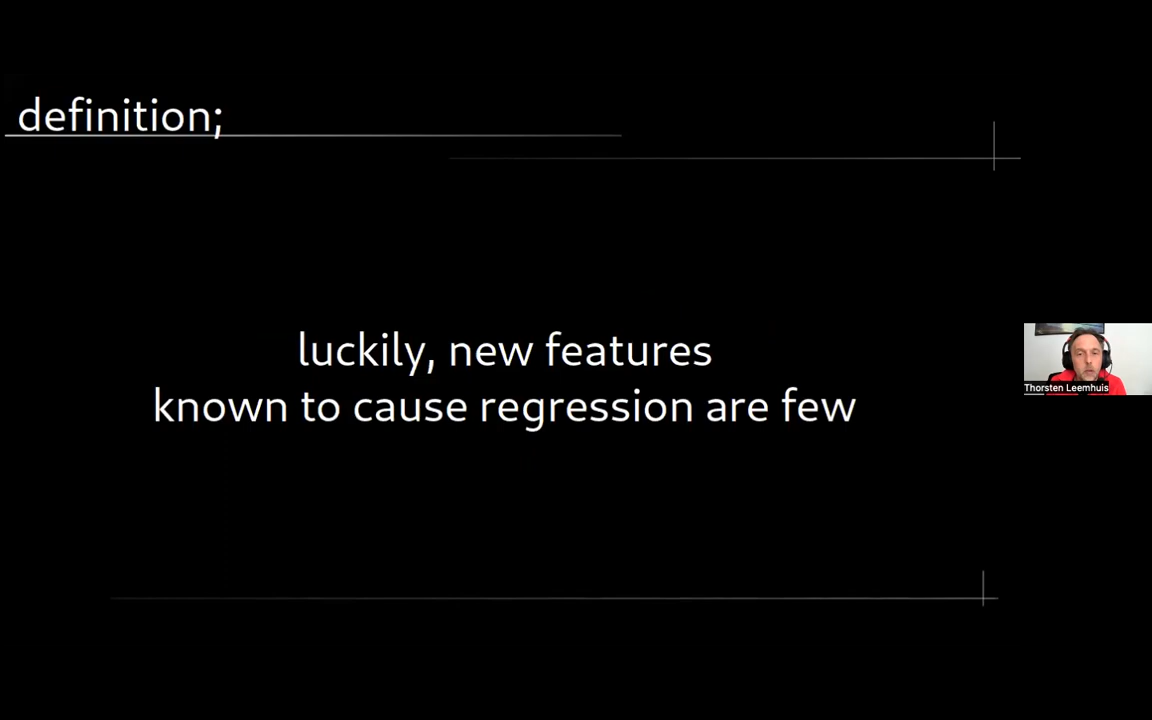 definition;
luckily, new features
known to cause regression are few
Thorsten Leemhuis